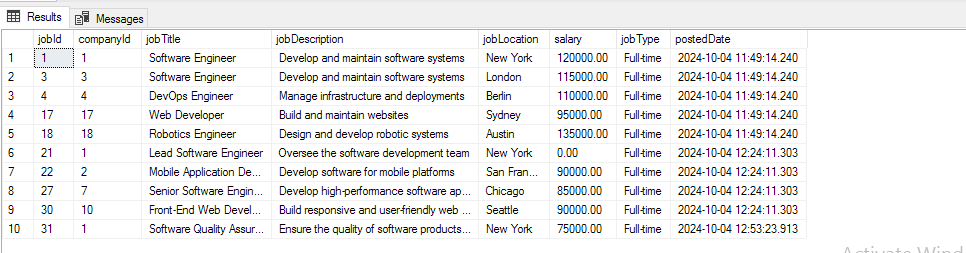 Results Messages
jobId companyId jobTitle jobDescription jobLocation salary jobType postedDate
1 1 1 Software Engineer Develop and maintain software systems New York 120000.00 Full-time 2024-10-04 11:49:14.240
2 3 3 Software Engineer Develop and maintain software systems London 115000.00 Full-time 2024-10-04 11:49:14.240
3 4 4 DevOps Engineer Manage infrastructure and deployments Berlin 110000.00 Full-time 2024-10-04 11:49:14.240
4 17 17 Web Developer Build and maintain websites Sydney 95000.00 Full-time 2024-10-04 11:49:14.240
5 18 18 Robotics Engineer Design and develop robotic systems Austin 135000.00 Full-time 2024-10-04 11:49:14.240
6 21 1 Lead Software Engineer Oversee the software development team New York 0.00 Full-time 2024-10-04 12:24:11.303
7 22 2 Mobile Application De... Develop software for mobile platforms San Fran... 90000.00 Full-time 2024-10-04 12:24:11.303
8 27 7 Senior Software Engin... Develop high-performance software ap... Chicago 85000.00 Full-time 2024-10-04 12:24:11.303
9 30 10 Front-End Web Devel... Build responsive and user-friendly web ... Seattle 90000.00 Full-time 2024-10-04 12:24:11.303
10 31 1 Software Quality Assur... Ensure the quality of software products... New York 75000.00 Full-time 2024-10-04 12:53:23.913